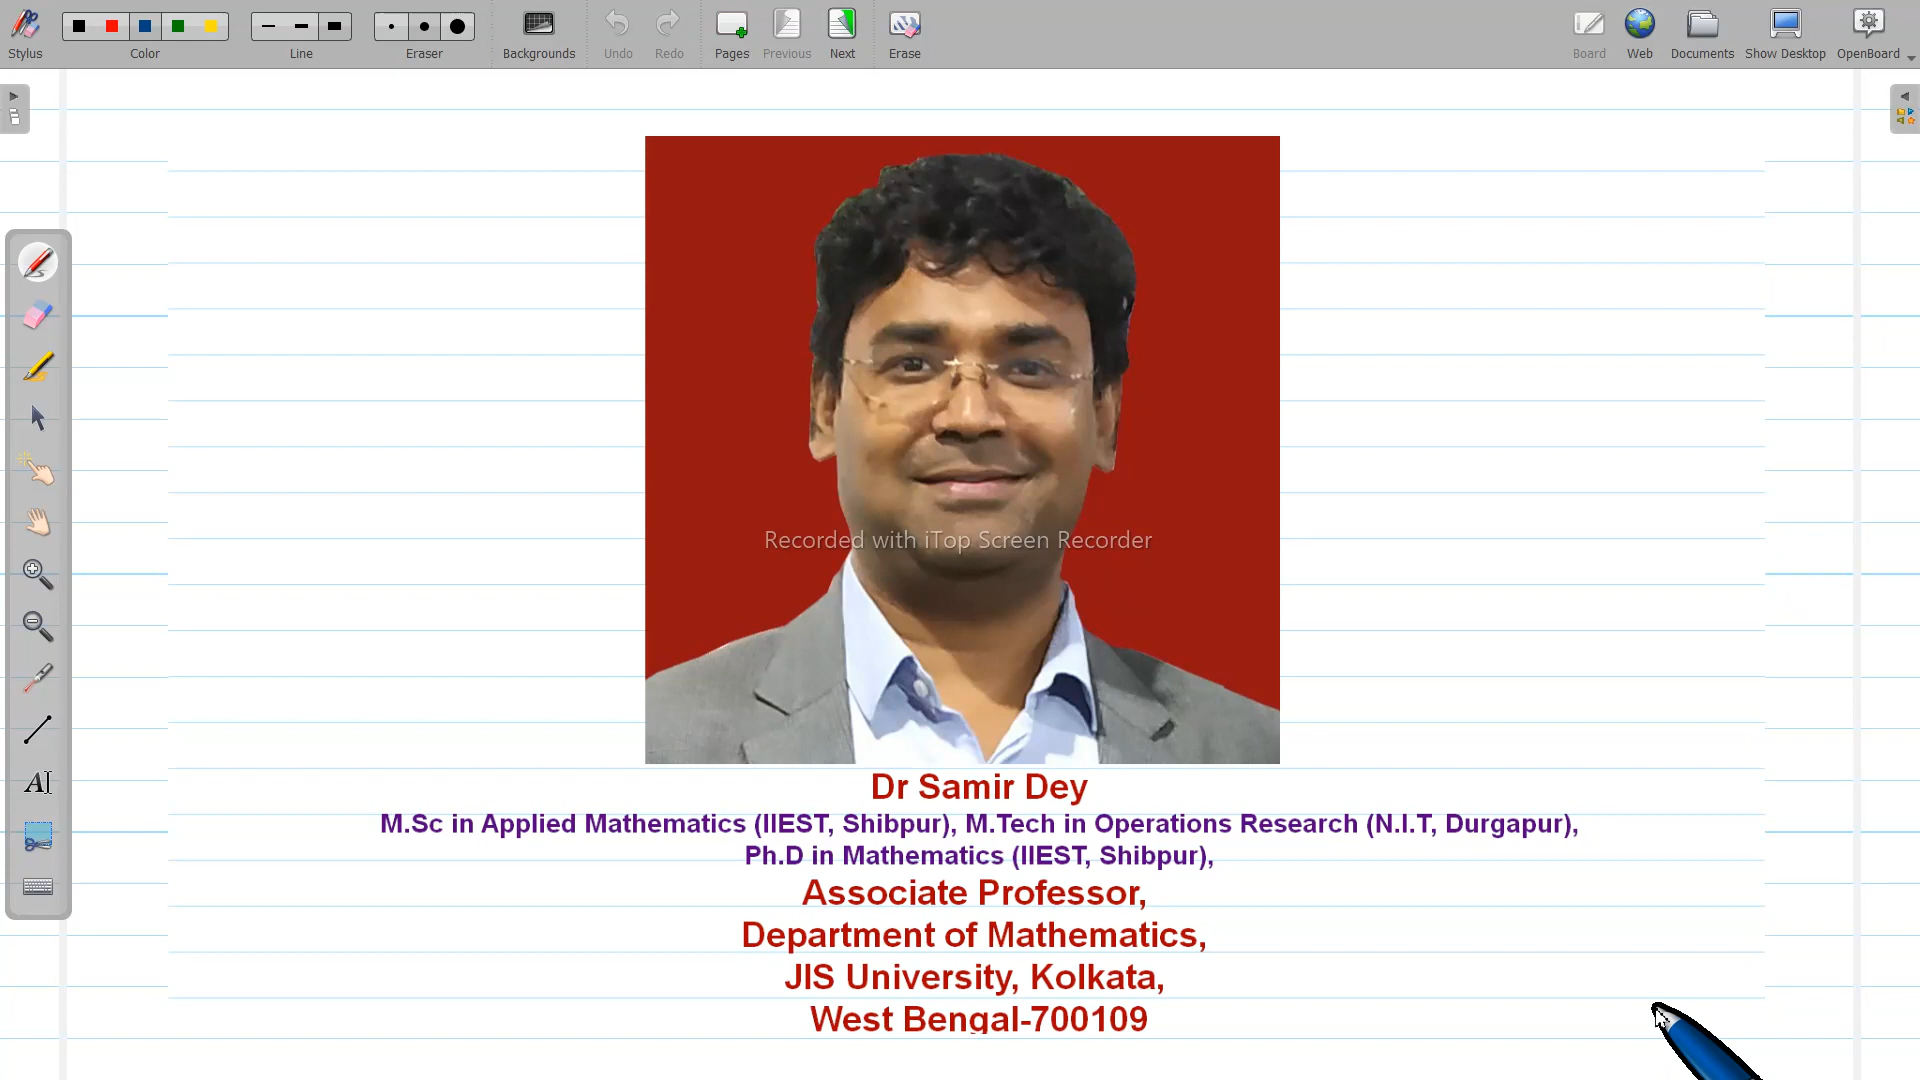 Stylus Color Line Eraser Backgrounds Undo Redo Pages Previous Next Erase Board Web Documents Show Desktop OpenBoard
Recorded with iTop Screen Recorder
Dr Samir Dey
M.Sc in Applied Mathematics (IIEST, Shibpur), M.Tech in Operations Research (N.I.T, Durgapur),
Ph.D in Mathematics (IIEST, Shibpur),
Associate Professor,
Department of Mathematics,
JIS University, Kolkata,
West Bengal-700109